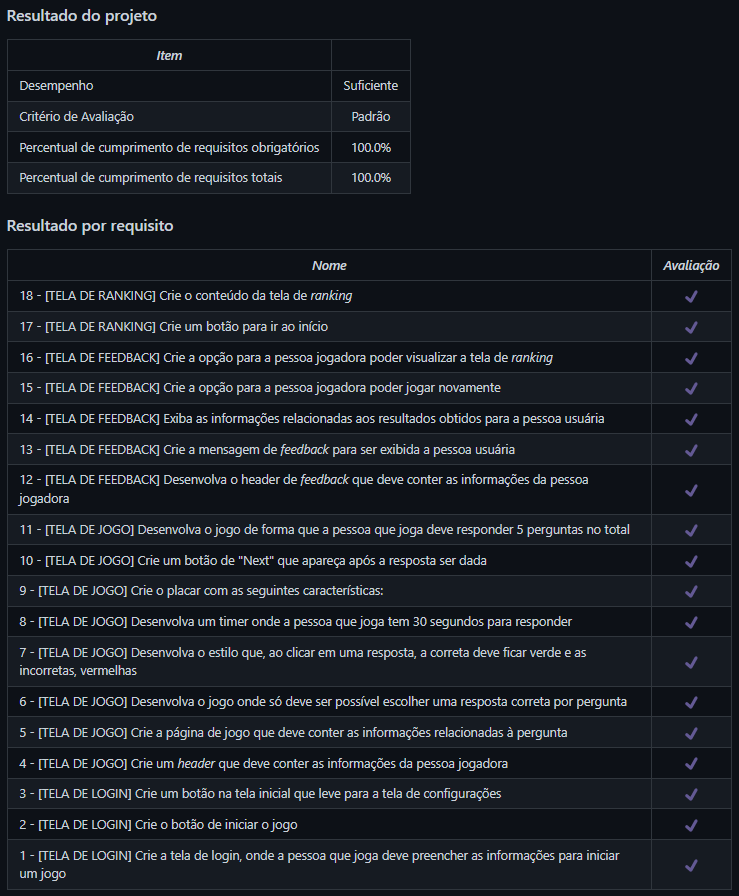 Resultado do projeto
Item
Desempenho Suficiente
Critério de Avaliação Padrão
Percentual de cumprimento de requisitos obrigatórios 100.0%
Percentual de cumprimento de requisitos totais 100.0%
Resultado por requisito
Nome Avaliação
18 - [TELA DE RANKING] Crie o conteúdo da tela de ranking
17 - [TELA DE RANKING] Crie um botão para ir ao início
16 - [TELA DE FEEDBACK] Crie a opção para a pessoa jogadora poder visualizar a tela de ranking
15 - [TELA DE FEEDBACK] Crie a opção para a pessoa jogadora poder jogar novamente
14 - [TELA DE FEEDBACK] Exiba as informações relacionadas aos resultados obtidos para a pessoa usuária
13 - [TELA DE FEEDBACK] Crie a mensagem de feedback para ser exibida a pessoa usuária
12 - [TELA DE FEEDBACK] Desenvolva o header de feedback que deve conter as informações da pessoa
jogadora
11 - [TELA DE JOGO] Desenvolva o jogo de forma que a pessoa que joga deve responder 5 perguntas no total
10 - [TELA DE JOGO] Crie um botão de "Next" que apareça após a resposta ser dada
9 - [TELA DE JOGO] Crie o placar com as seguintes características:
8 - [TELA DE JOGO] Desenvolva um timer onde a pessoa que joga tem 30 segundos para responder
7 - [TELA DE JOGO] Desenvolva o estilo que, ao clicar em uma resposta, a correta deve ficar verde e as
incorretas, vermelhas
6 - [TELA DE JOGO] Desenvolva o jogo onde só deve ser possível escolher uma resposta correta por pergunta
5 - [TELA DE JOGO] Crie a página de jogo que deve conter as informações relacionadas à pergunta
4 - [TELA DE JOGO] Crie um header que deve conter as informações da pessoa jogadora
3 - [TELA DE LOGIN] Crie um botão na tela inicial que leve para a tela de configurações
2 - [TELA DE LOGIN] Crie o botão de iniciar o jogo
1 - [TELA DE LOGIN] Crie a tela de login, onde a pessoa que joga deve preencher as informações para iniciar
um jogo